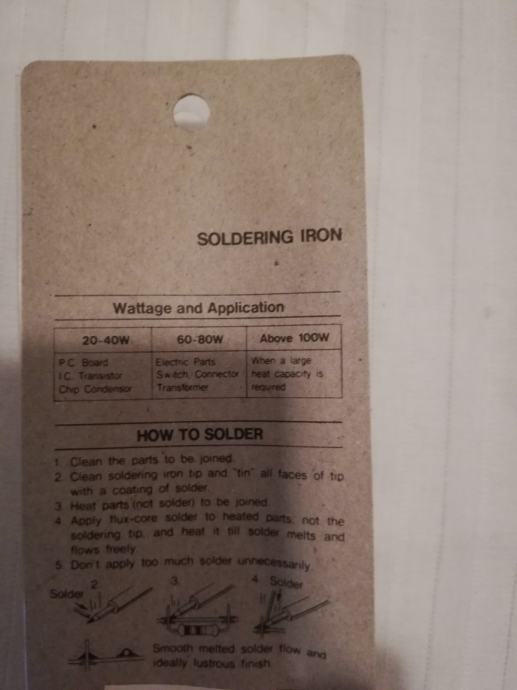 SOLDERING IRON
Wattage and Application
20-40W 60-80W Above 100W
P.C. Board Electric Parts When a large
I.C. Transistor Switch, Connector heat capacity is
Chip Condensor Transformer required
HOW TO SOLDER
1. Clean the parts to be joined.
2. Clean soldering iron tip and "tin" all faces of tip
with a coating of solder.
3. Heat parts (not solder) to be joined.
4. Apply flux-core solder to heated parts, not the
soldering tip, and heat it till solder melts and
flows freely.
5. Don't apply too much solder unnecessarily.
2. 3. 4. Solder
Solder
Smooth melted solder flow and
ideally lustrous finish.